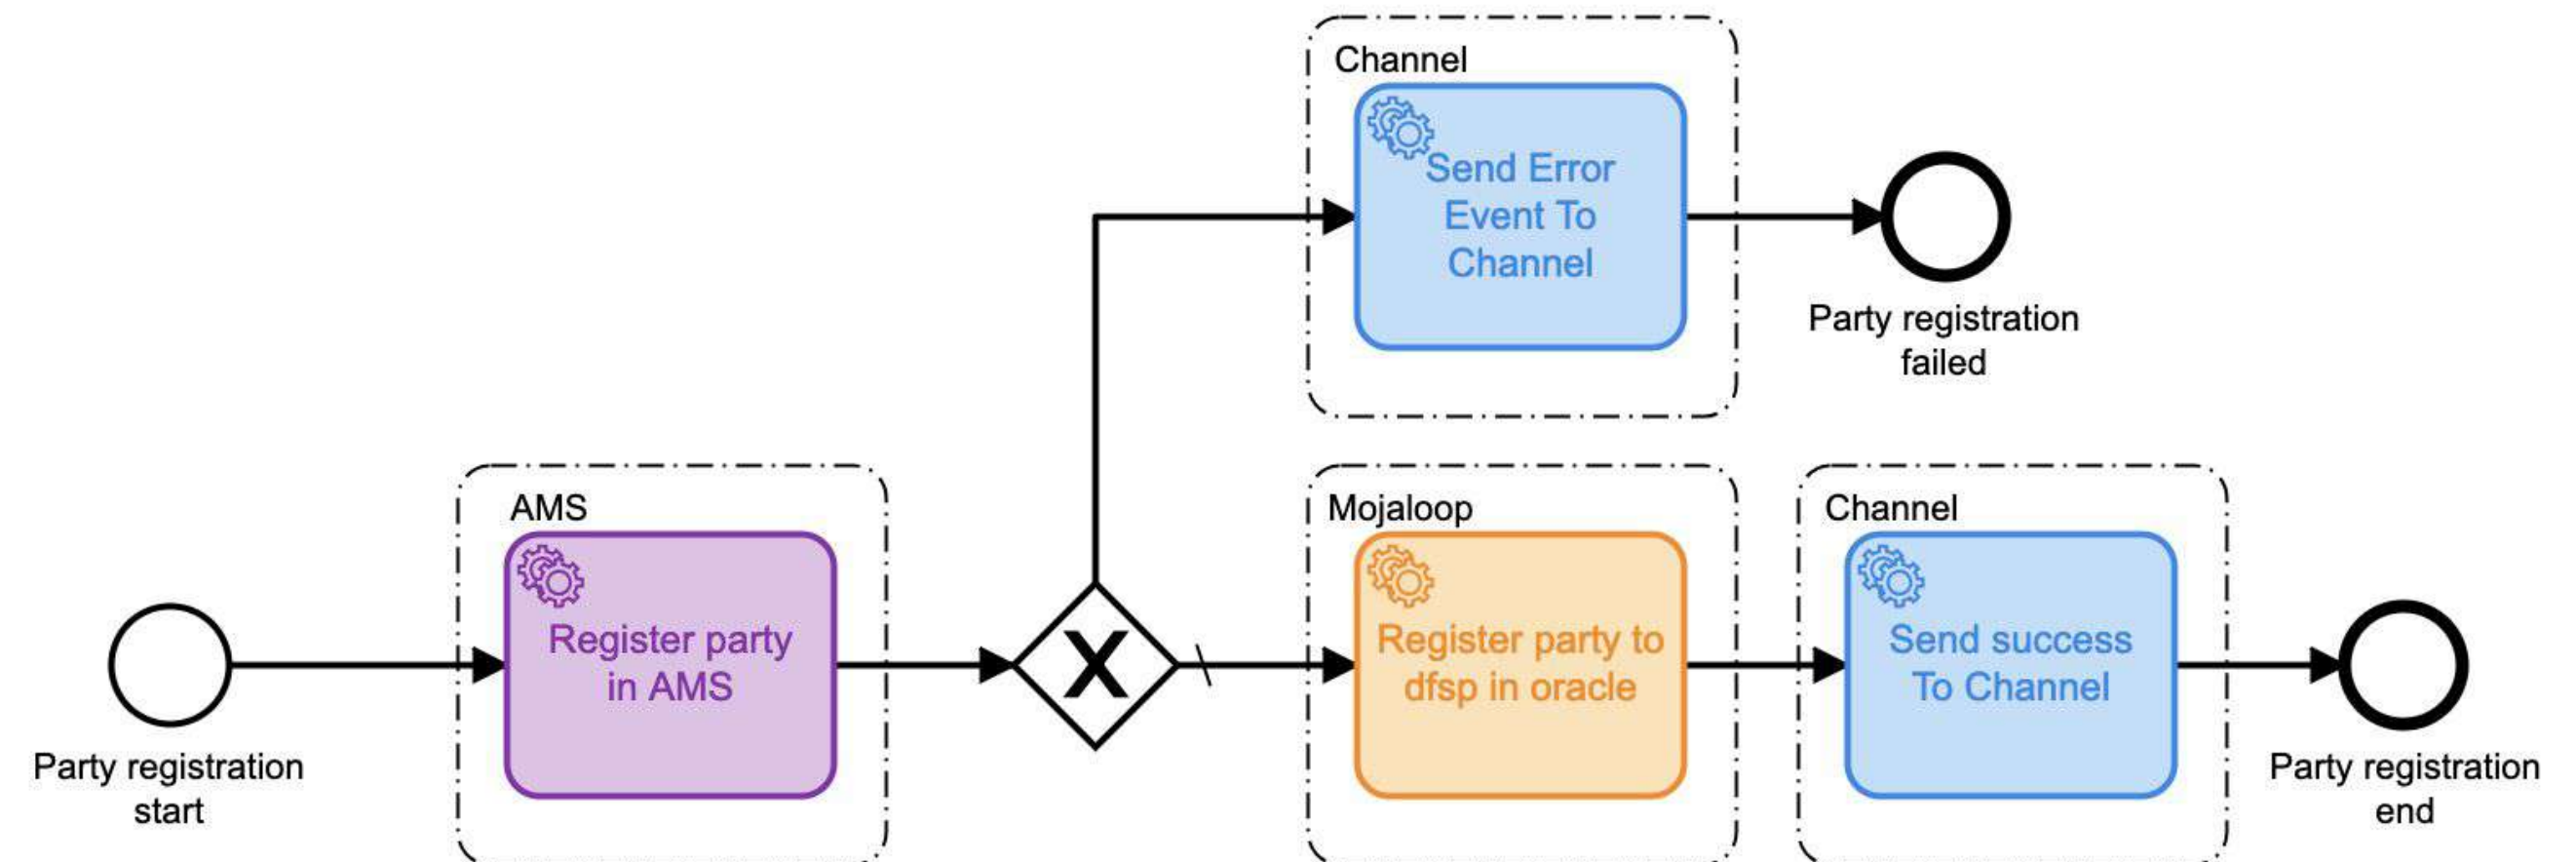 Channel
Send Error
Event To
Channel
Party registration
failed
AMS
Register party
in AMS
X
Mojaloop
Register party to
dfsp in oracle
Channel
Send success
To Channel
Party registration
start
Party registration
end